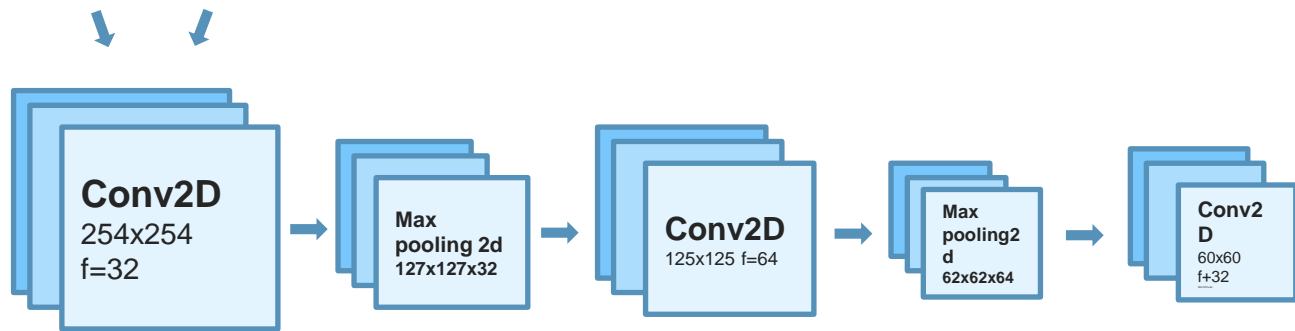 Conv2D
254x254
f=32
Max
pooling 2d
127x127x32
Conv2D
125x125 f=64
Max
pooling2
d
62x62x64
Conv2
D
60x60
f+32